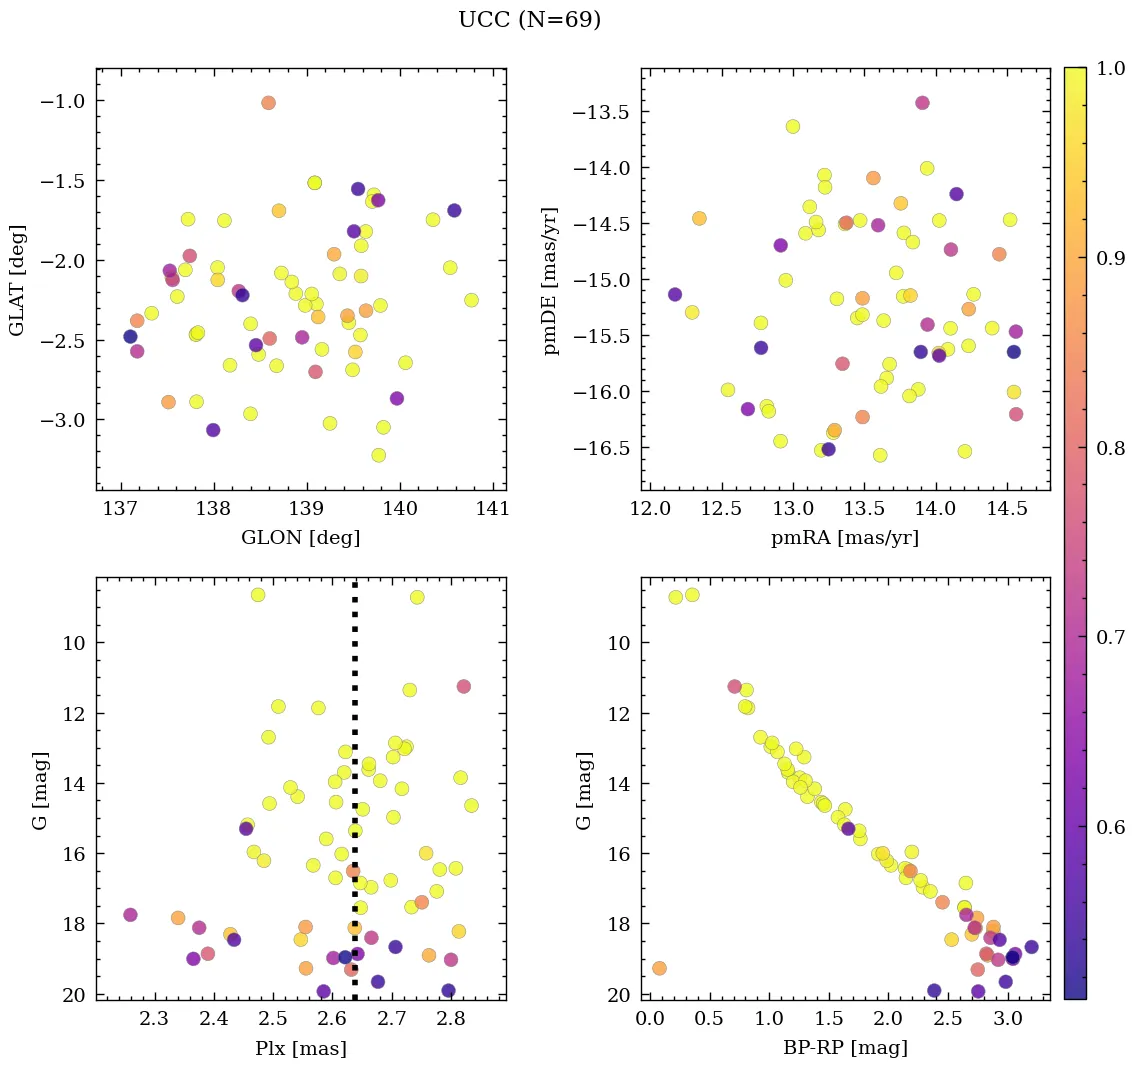 UCC (N=69)
−1.0
−1.5
−2.0
−2.5
−3.0
GLAT [deg]
137 138 139 140 141
GLON [deg]
−13.5
−14.0
−14.5
−15.0
−15.5
−16.0
−16.5
pmDE [mas/yr]
12.0 12.5 13.0 13.5 14.0 14.5
pmRA [mas/yr]
10
12
14
16
18
20
G [mag]
2.3 2.4 2.5 2.6 2.7 2.8
Plx [mas]
10
12
14
16
18
20
G [mag]
0.0 0.5 1.0 1.5 2.0 2.5 3.0
BP-RP [mag]
1.0
0.9
0.8
0.7
0.6